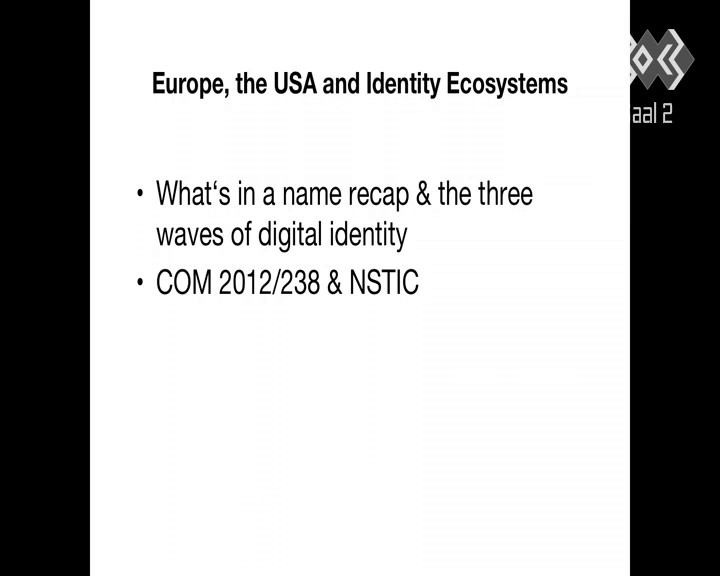 Europe, the USA and Identity Ecosystems
• What‘s in a name recap & the three
waves of digital identity
• COM 2012/238 & NSTIC
aal 2